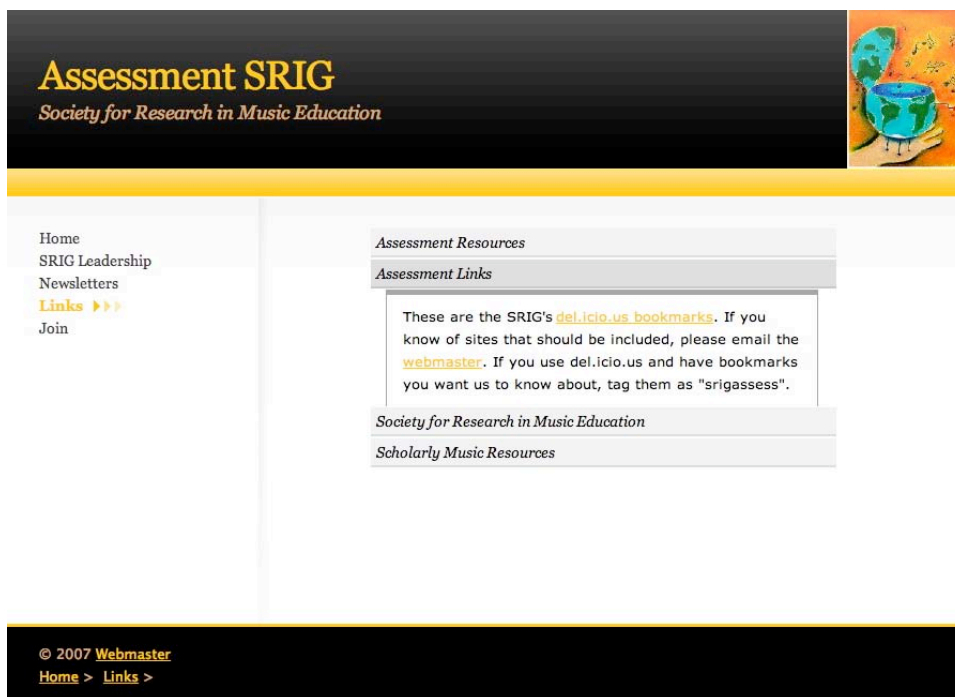 Assessment SRIG
Society for Research in Music Education
Home
SRIG Leadership
Newsletters
Links
Join
Assessment Resources
Assessment Links
These are the SRIG's del.icio.us bookmarks. If you
know of sites that should be included, please email the
webmaster. If you use del.icio.us and have bookmarks
you want us to know about, tag them as "srigassess".
Society for Research in Music Education
Scholarly Music Resources
© 2007 Webmaster
Home > Links >